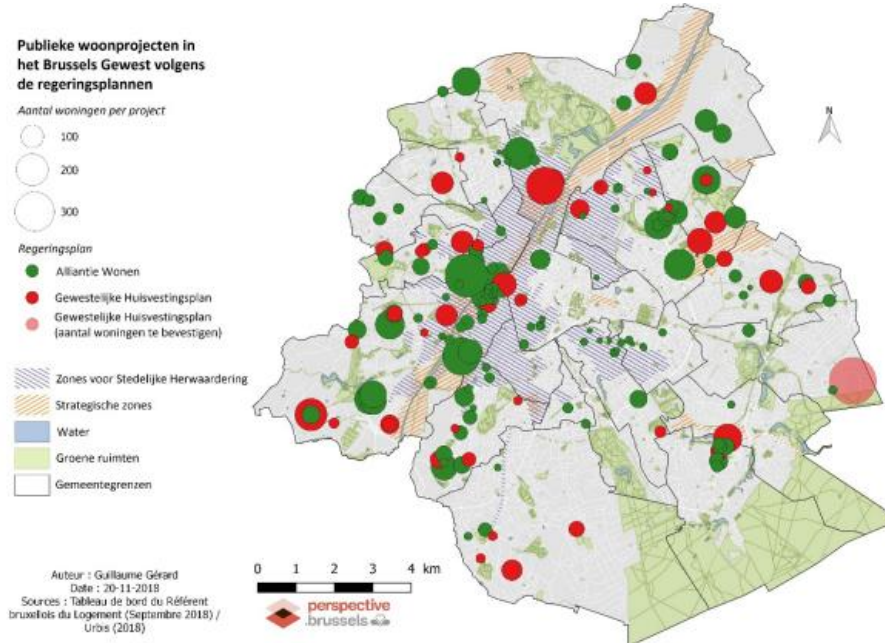 Publieke woonprojecten in
het Brussels Gewest volgens
de regeringsplannen
Aantal woningen per project
100
200
300
Regeringsplan
Alliantie Wonen
Gewestelijke Huisvestingsplan
Gewestelijke Huisvestingsplan
(aantal woningen te bevestigen)
Zones voor Stedelijke Herwaardering
Strategische zones
Water
Groene ruimten
Gemeentegrenzen
Auteur : Guillaume Gérard
Date : 20-11-2018
Sources : Tableau de bord du Référent
bruxellois du Logement (Septembre 2018) /
Urbis (2018)
N
0 1 2 3 4 km
perspective
.brussels